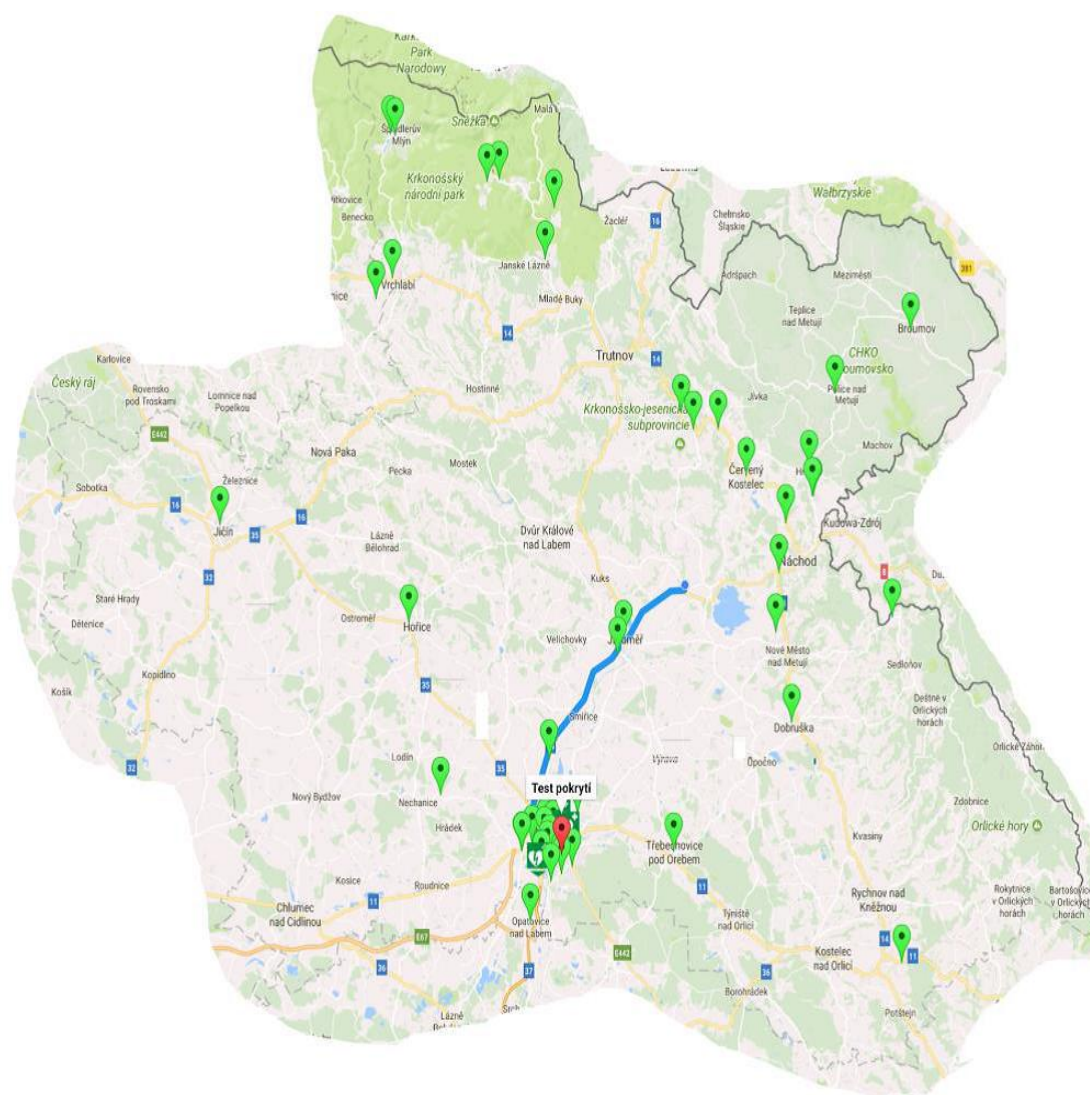 Park
Narodowy
Malá
Sněžka
Špindlerův
Mlýn
Krkonošský
národní park
Wałbrzyskie
Benecko
Žacléř
16
Chełmsko
Śląskie
Janské Lázně
381
Vrchlabí
Adršpach
Meziměstí
Mladé Buky
Teplice
nad Metují
Broumov
14
Trutnov
14
CHKO
Karlovice
Český ráj
Rovensko
pod Troskami
Lomnice nad
Popelkou
Hostinné
Police nad
Metují
Jívka
Krkonošsko-jesenická
subprovincie
E442
Nová Paka
Machov
Mostek
Pecka
Červený
Kostelec
Železnice
Sobotka
16
16
Jičín
35
Kudowa-Zdrój
Dvůr Králové
nad Labem
Lázně
Bělohrad
Náchod
32
8
Kuks
Staré Hrady
Dětenice
Ostroměř
Hořice
Velichovky
Nové Město
nad Metují
Sedloňov
Kopidlno
Košík
35
Deštné v
Orlických
horách
Smiřice
Dobruška
Orlické Záhoř
32
Lodín
35
Výrava
Opočno
Test pokrytí
Nový Bydžov
Nechanice
Zdobnice
Hrádek
Orlické hory
Kvasiny
Třebechovice
pod Orebem
Kosice
Roudnice
11
11
Rychnov nad
Kněžnou
Rokytnice
v Orlických
horách
Bartošovice
v Orlických
horách
Chlumec
nad Cidlinou
Opatovice
nad Labem
Týniště
nad Orlicí
E67
14
11
E442
Kostelec
nad Orlicí
36
37
36
Borohrádek
Potštejn
Lázně